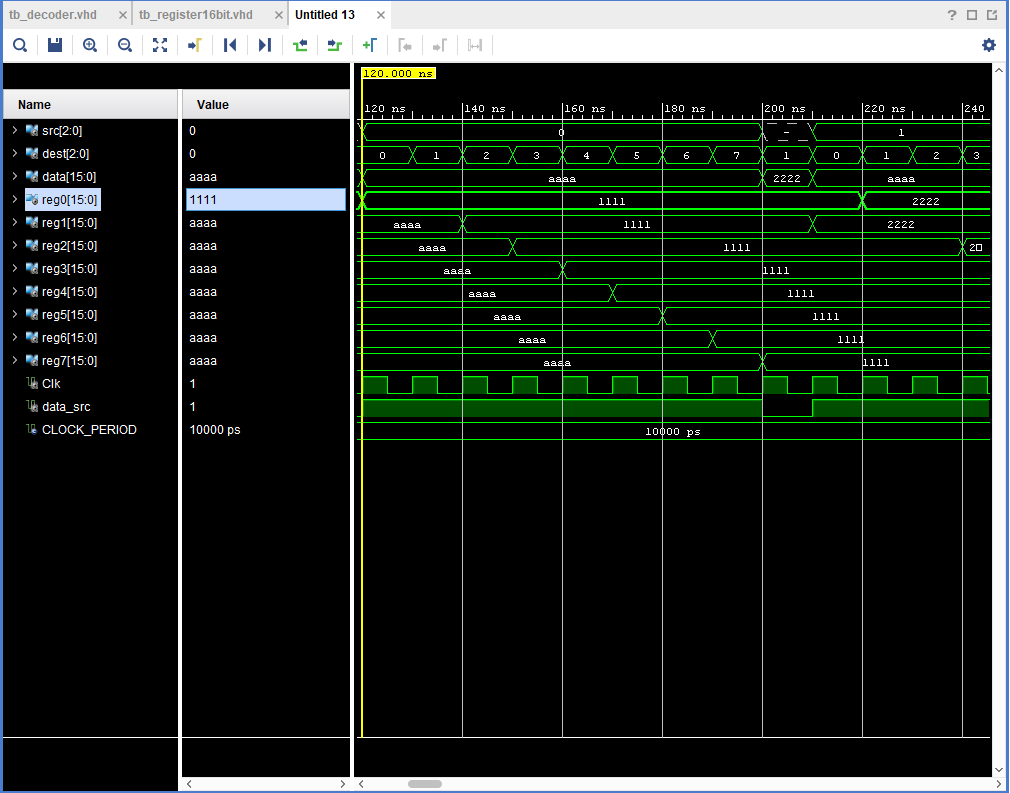 tb_decoder.vhd × tb_register16bit.vhd × Untitled 13 × ?
120.000 ns
120 ns 140 ns 160 ns 180 ns 200 ns 220 ns 240
Name Value
src[2:0] 0 0 - 1
dest[2:0] 0 0 1 2 3 4 5 6 7 1 0 1 2 3
data[15:0] aaaa aaaa 2222 aaaa
reg0[15:0] 1111 1111 2222
reg1[15:0] aaaa aaaa 1111 2222
reg2[15:0] aaaa aaaa 1111 2
reg3[15:0] aaaa aaaa 1111
reg4[15:0] aaaa aaaa 1111
reg5[15:0] aaaa aaaa 1111
reg6[15:0] aaaa aaaa 1111
reg7[15:0] aaaa aaaa 1111
Clk 1
data_src 1
CLOCK_PERIOD 10000 ps 10000 ps